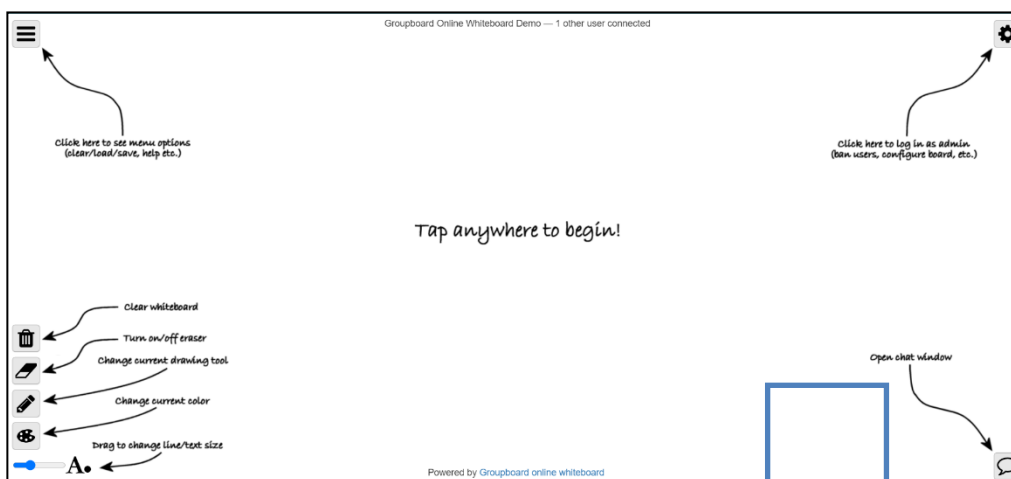 Groupboard Online Whiteboard Demo — 1 other user connected
Click here to see menu options
(clear/load/save, help etc.)
Click here to log in as admin
(ban users, configure board, etc.)
Tap anywhere to begin!
Clear whiteboard
Turn on/off eraser
Change current drawing tool
Open chat window
Change current color
Drag to change line/text size
A
Powered by Groupboard online whiteboard